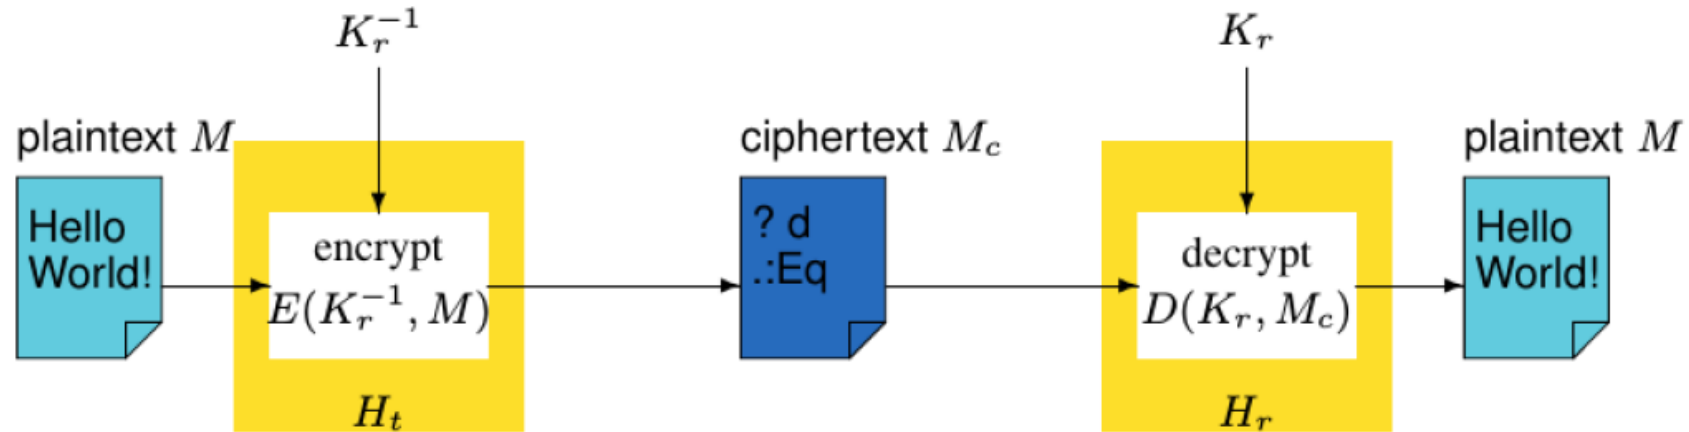 K_r^{-1}
K_r
plaintext M
ciphertext M_c
plaintext M
Hello
World!
encrypt
E(K_r^{-1}, M)
H_t
? d
.:Eq
decrypt
D(K_r, M_c)
H_r
Hello
World!